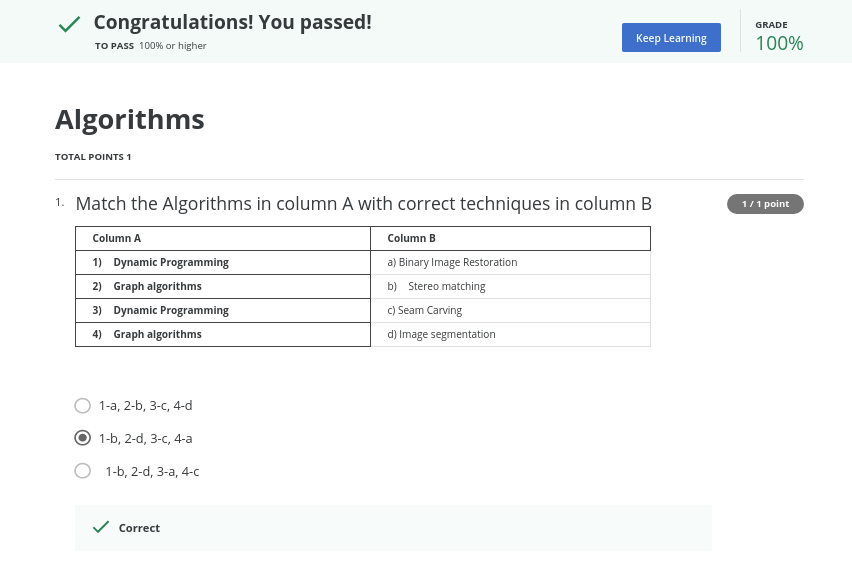 Congratulations! You passed!
TO PASS 100% or higher
Keep Learning
GRADE
100%
Algorithms
TOTAL POINTS 1
1. Match the Algorithms in column A with correct techniques in column B
1 / 1 point
Column A Column B
1) Dynamic Programming a) Binary Image Restoration
2) Graph algorithms b) Stereo matching
3) Dynamic Programming c) Seam Carving
4) Graph algorithms d) Image segmentation
1-a, 2-b, 3-c, 4-d
1-b, 2-d, 3-c, 4-a
1-b, 2-d, 3-a, 4-c
Correct